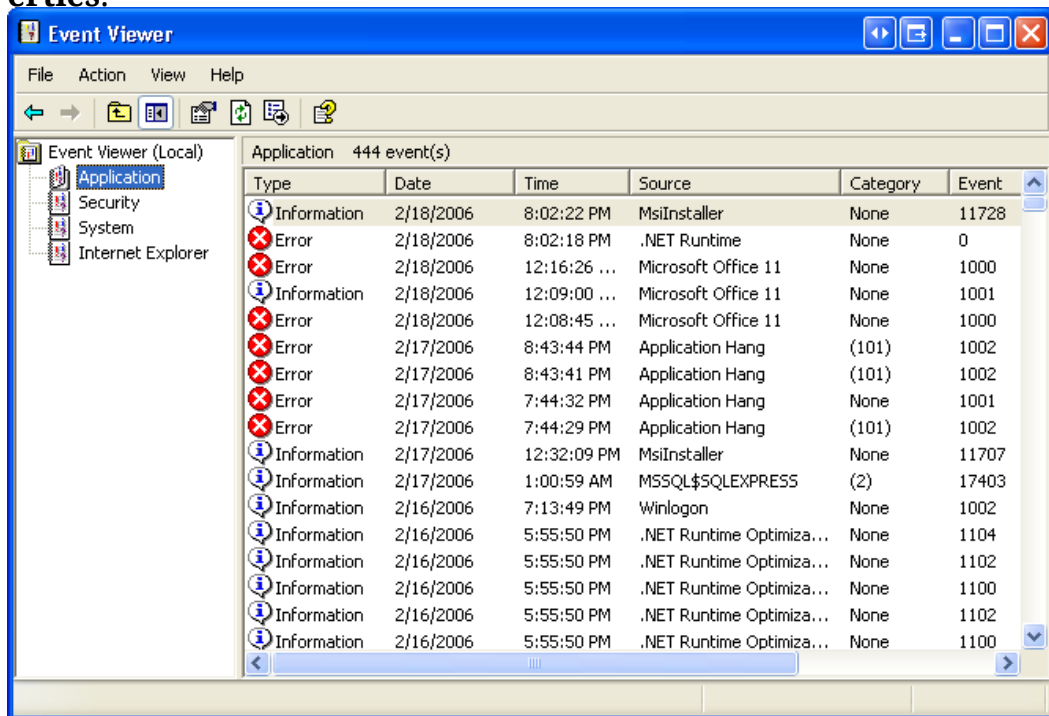 erties.
Event Viewer
File Action View Help
Event Viewer (Local)
Application
Security
System
Internet Explorer
Application 444 event(s)
Type Date Time Source Category Event
Information 2/18/2006 8:02:22 PM MsiInstaller None 11728
Error 2/18/2006 8:02:18 PM .NET Runtime None 0
Error 2/18/2006 12:16:26 ... Microsoft Office 11 None 1000
Information 2/18/2006 12:09:00 ... Microsoft Office 11 None 1001
Error 2/18/2006 12:08:45 ... Microsoft Office 11 None 1000
Error 2/17/2006 8:43:44 PM Application Hang (101) 1002
Error 2/17/2006 8:43:41 PM Application Hang (101) 1002
Error 2/17/2006 7:44:32 PM Application Hang None 1001
Error 2/17/2006 7:44:29 PM Application Hang (101) 1002
Information 2/17/2006 12:32:09 PM MsiInstaller None 11707
Information 2/17/2006 1:00:59 AM MSSQL$SQLEXPRESS (2) 17403
Information 2/16/2006 7:13:49 PM Winlogon None 1002
Information 2/16/2006 5:55:50 PM .NET Runtime Optimiza... None 1104
Information 2/16/2006 5:55:50 PM .NET Runtime Optimiza... None 1102
Information 2/16/2006 5:55:50 PM .NET Runtime Optimiza... None 1100
Information 2/16/2006 5:55:50 PM .NET Runtime Optimiza... None 1102
Information 2/16/2006 5:55:50 PM .NET Runtime Optimiza... None 1100